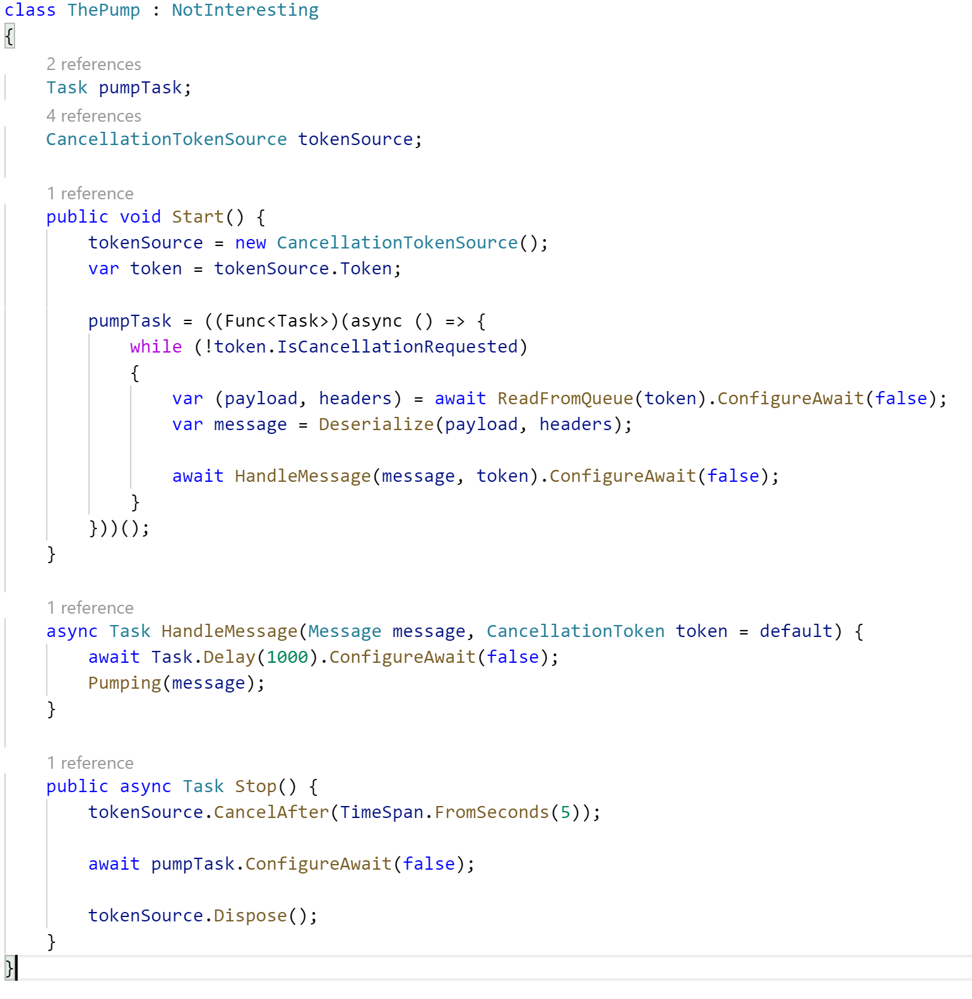 class ThePump : NotInteresting
{
    2 references
    Task pumpTask;
    4 references
    CancellationTokenSource tokenSource;

    1 reference
    public void Start() {
        tokenSource = new CancellationTokenSource();
        var token = tokenSource.Token;

        pumpTask = ((Func<Task>)(async () => {
            while (!token.IsCancellationRequested)
            {
                var (payload, headers) = await ReadFromQueue(token).ConfigureAwait(false);
                var message = Deserialize(payload, headers);

                await HandleMessage(message, token).ConfigureAwait(false);
            }
        }))();
    }

    1 reference
    async Task HandleMessage(Message message, CancellationToken token = default) {
        await Task.Delay(1000).ConfigureAwait(false);
        Pumping(message);
    }

    1 reference
    public async Task Stop() {
        tokenSource.CancelAfter(TimeSpan.FromSeconds(5));

        await pumpTask.ConfigureAwait(false);

        tokenSource.Dispose();
    }
}